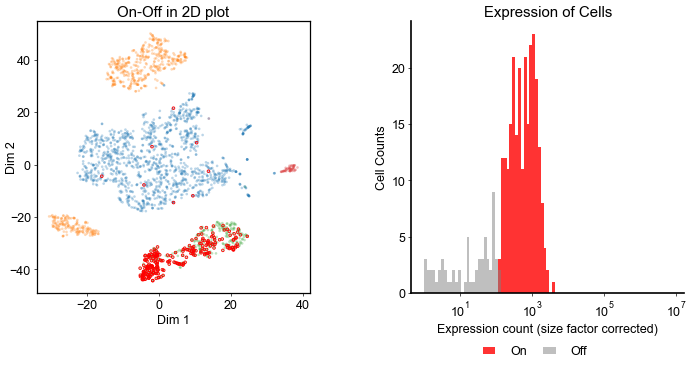 On-Off in 2D plot
Dim 2
40
20
0
−20
−40
−20
0
20
40
Dim 1
Expression of Cells
Cell Counts
20
15
10
5
0
10^1
10^3
10^5
10^7
Expression count (size factor corrected)
On
Off